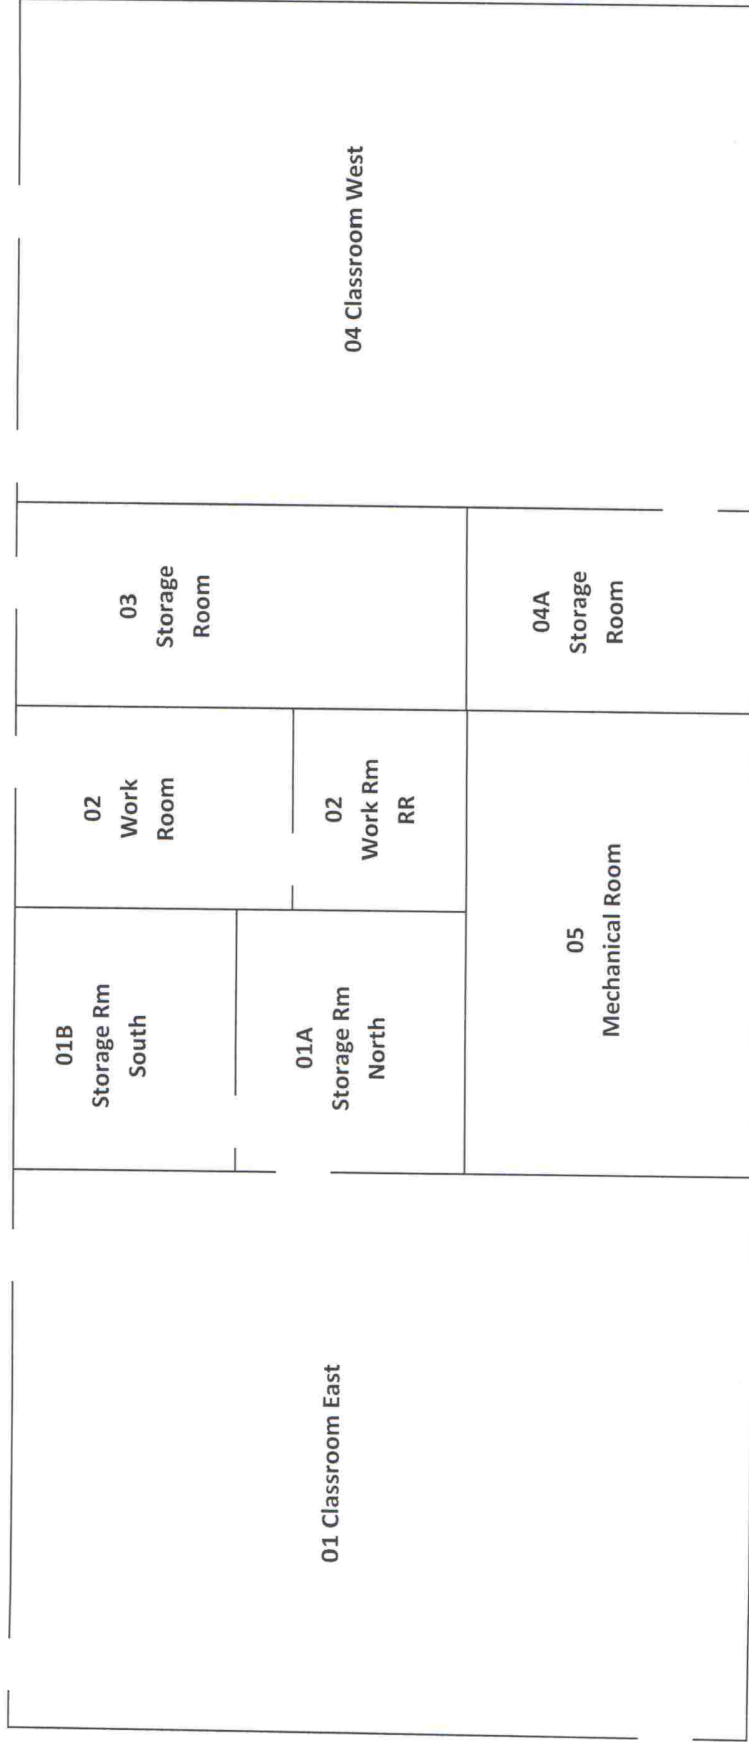 01 Classroom East
01B
Storage Rm
South
01A
Storage Rm
North
02
Work
Room
02
Work Rm
RR
05
Mechanical Room
03
Storage
Room
04A
Storage
Room
04 Classroom West